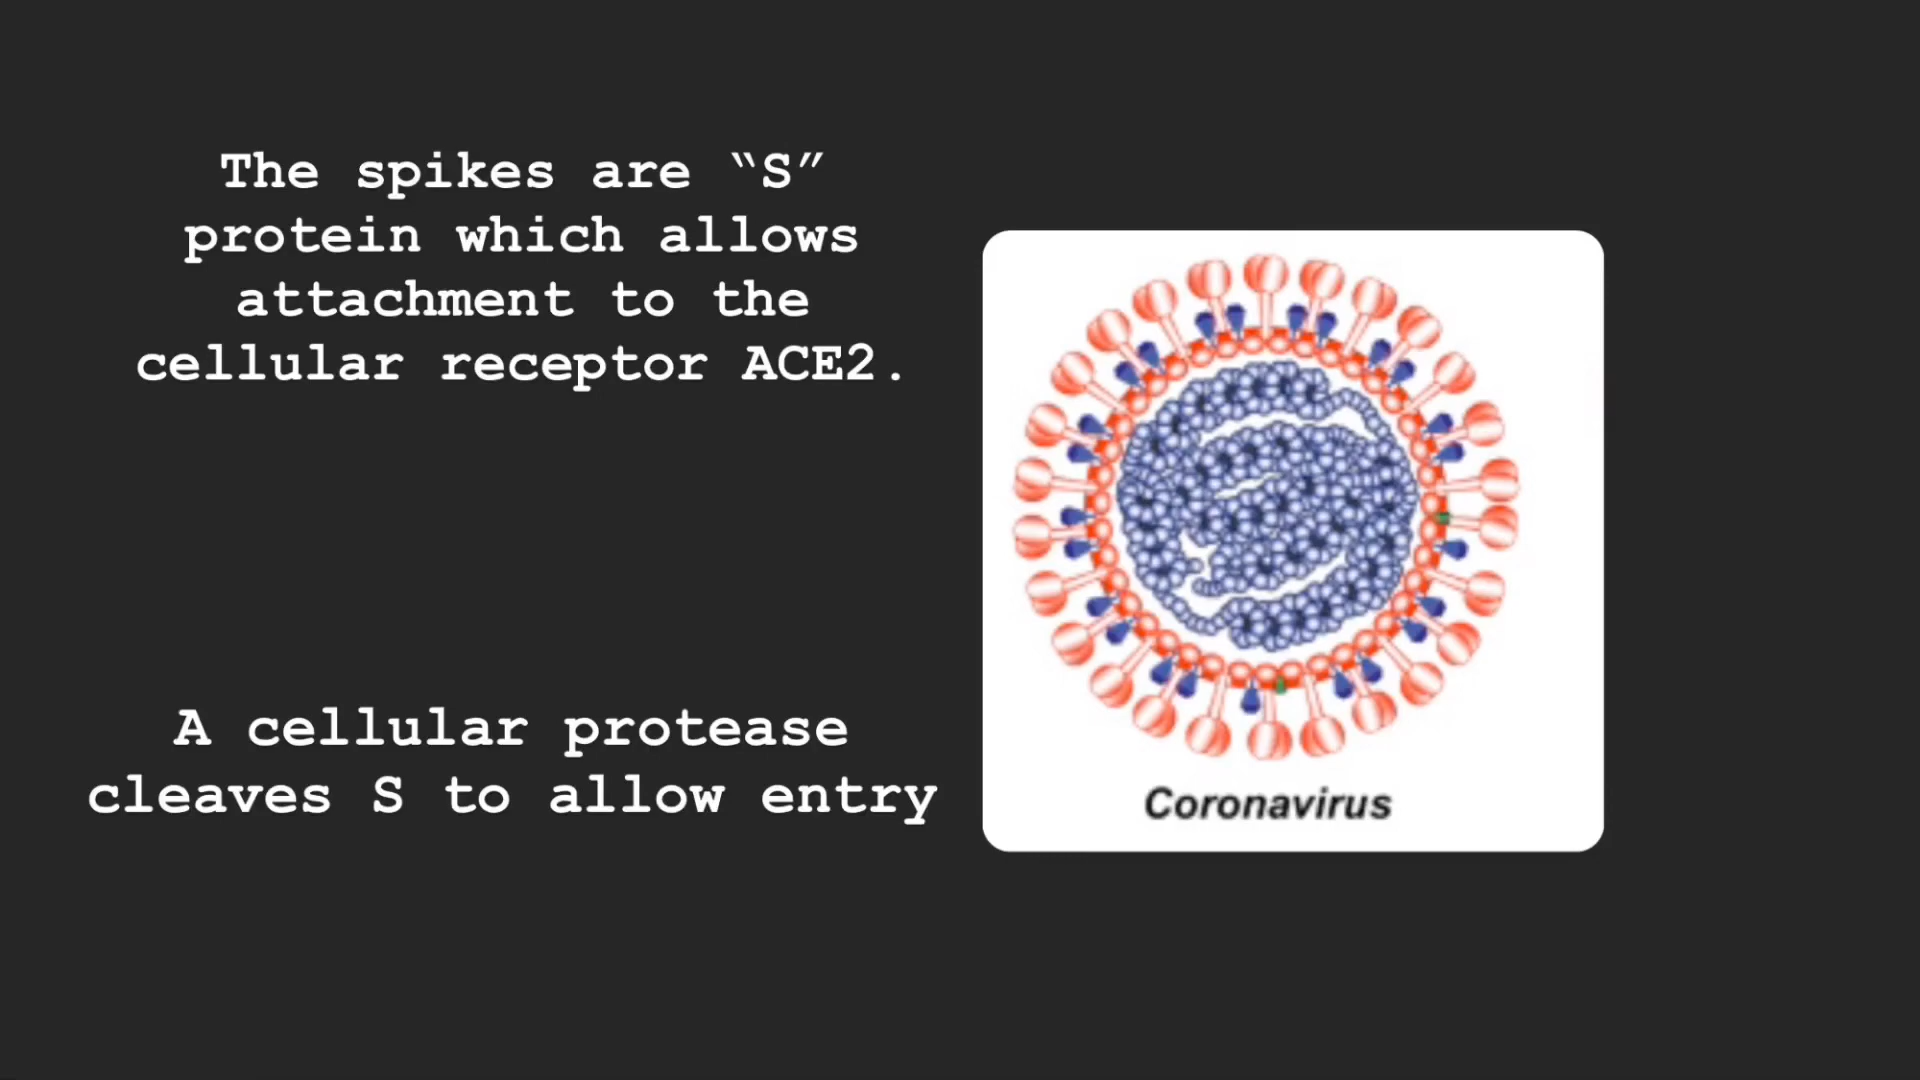 The spikes are “S”
protein which allows
attachment to the
cellular receptor ACE2.
A cellular protease
cleaves S to allow entry
Coronavirus